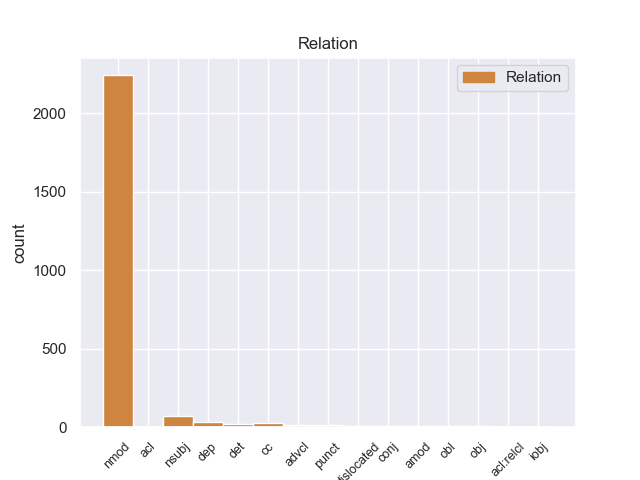 Relation
Relation
count
2000
1500
1000
500
0
nmod
acl
nsubj
dep
det
cc
advcl
punct
islocated
conj
amod
obl
obj
acl:relcl
iobj